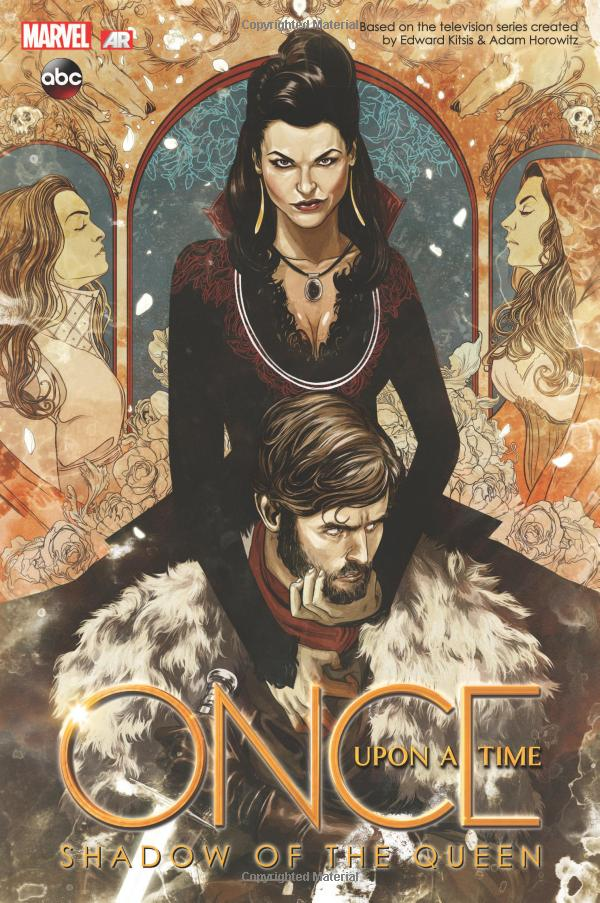 Copyrighted Material
MARVEL AR
Based on the television series created
by Edward Kitsis & Adam Horowitz
abc
ONCE
UPON A TIME
SHADOW OF THE QUEEN
Copyrighted Material